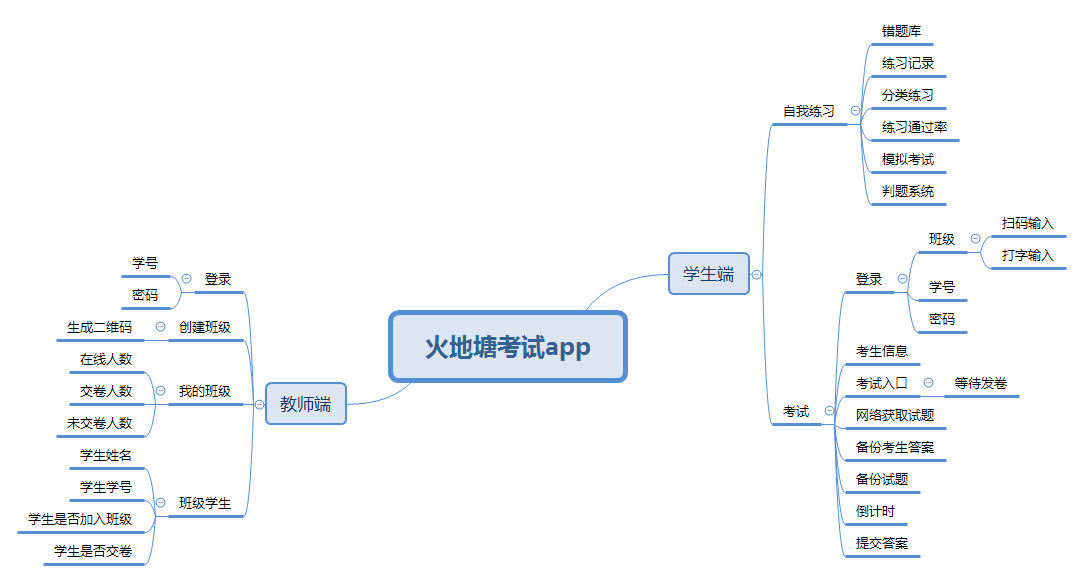 火地塘考试app
学生端
自我练习
错题库
练习记录
分类练习
练习通过率
模拟考试
判题系统
考试
登录
班级
扫码输入
打字输入
学号
密码
考生信息
考试入口
等待发卷
网络获取试题
备份考生答案
备份试题
倒计时
提交答案
教师端
登录
学号
密码
创建班级
生成二维码
我的班级
在线人数
交卷人数
未交卷人数
班级学生
学生姓名
学生学号
学生是否加入班级
学生是否交卷